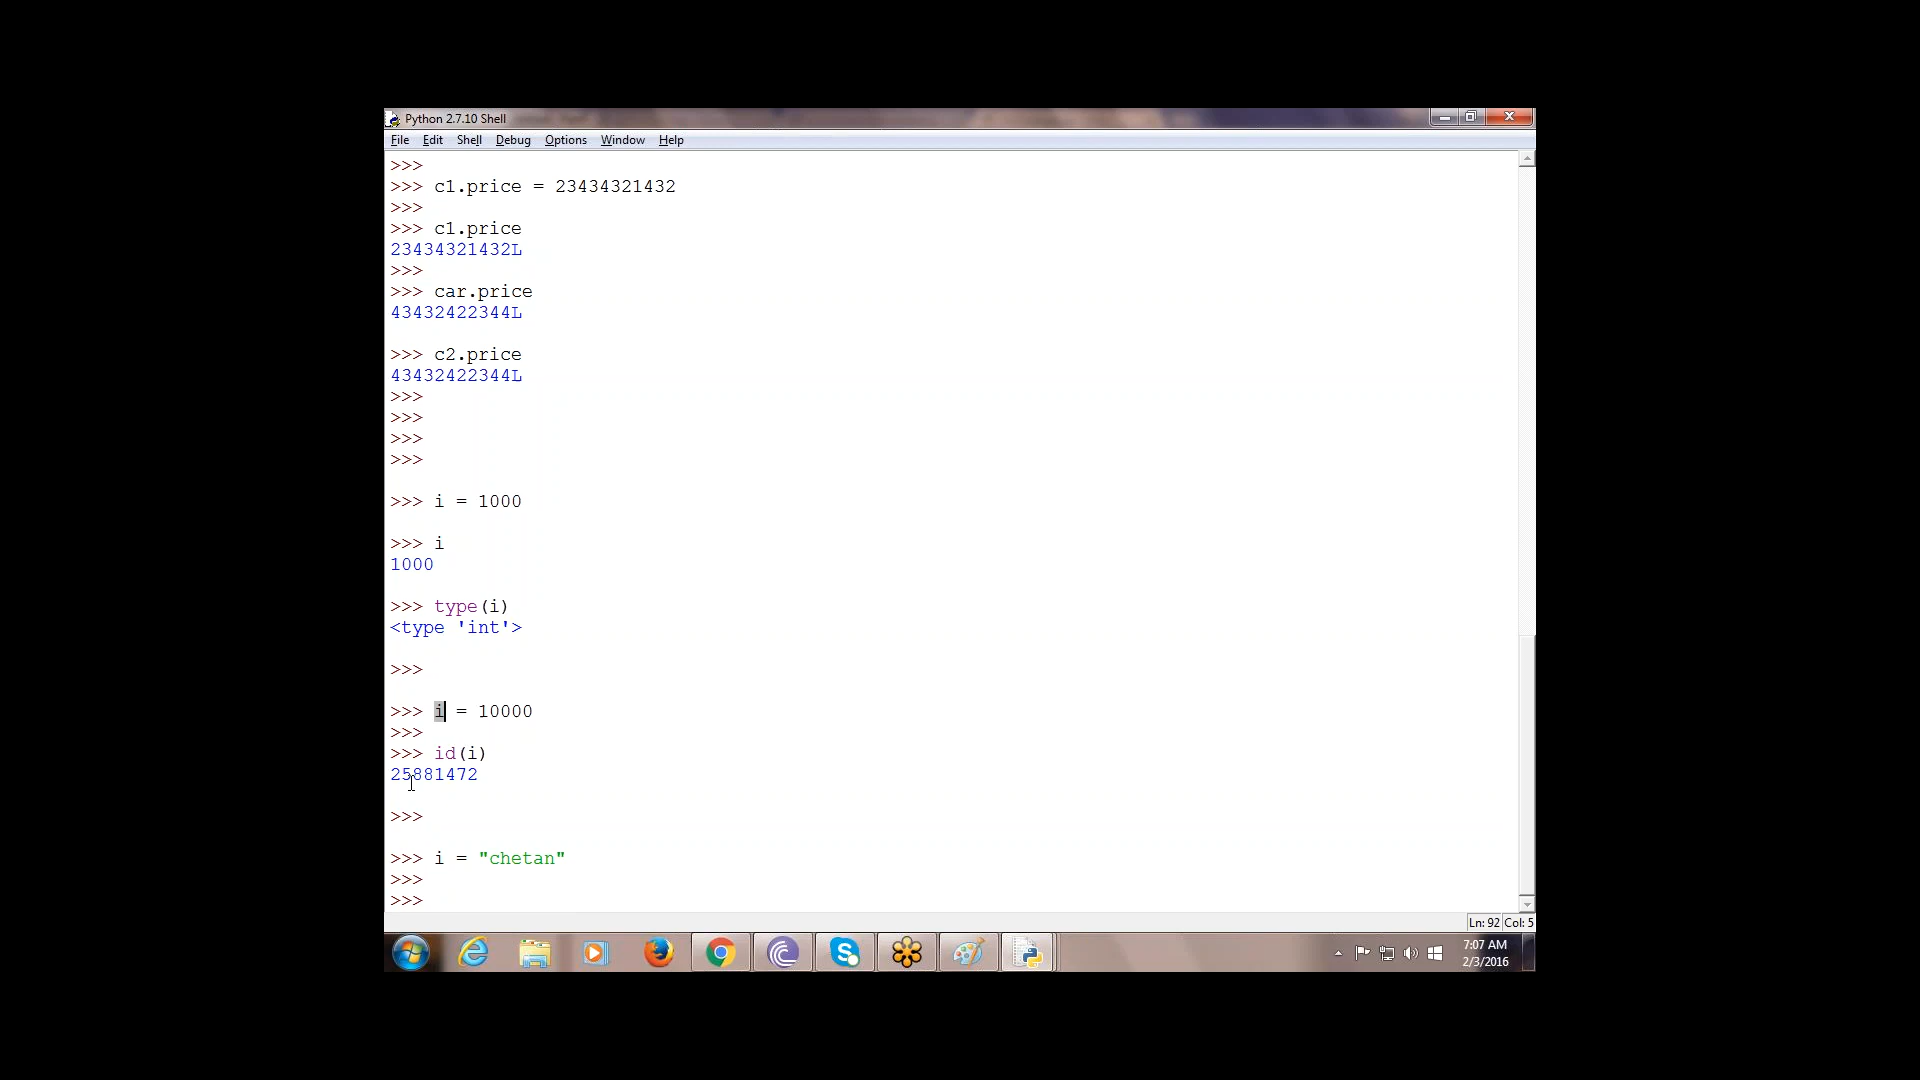 Python 2.7.10 Shell
File Edit Shell Debug Options Window Help
>>>
>>> c1.price = 23434321432
>>>
>>> c1.price
23434321432L
>>>
>>> car.price
43432422344L
>>> c2.price
43432422344L
>>>
>>>
>>>
>>>
>>> i = 1000
>>> i
1000
>>> type(i)
<type 'int'>
>>>
>>> i = 10000
>>>
>>> id(i)
25881472
>>>
>>> i = "chetan"
>>>
>>>
Ln: 92 Col: 5
7:07 AM
2/3/2016